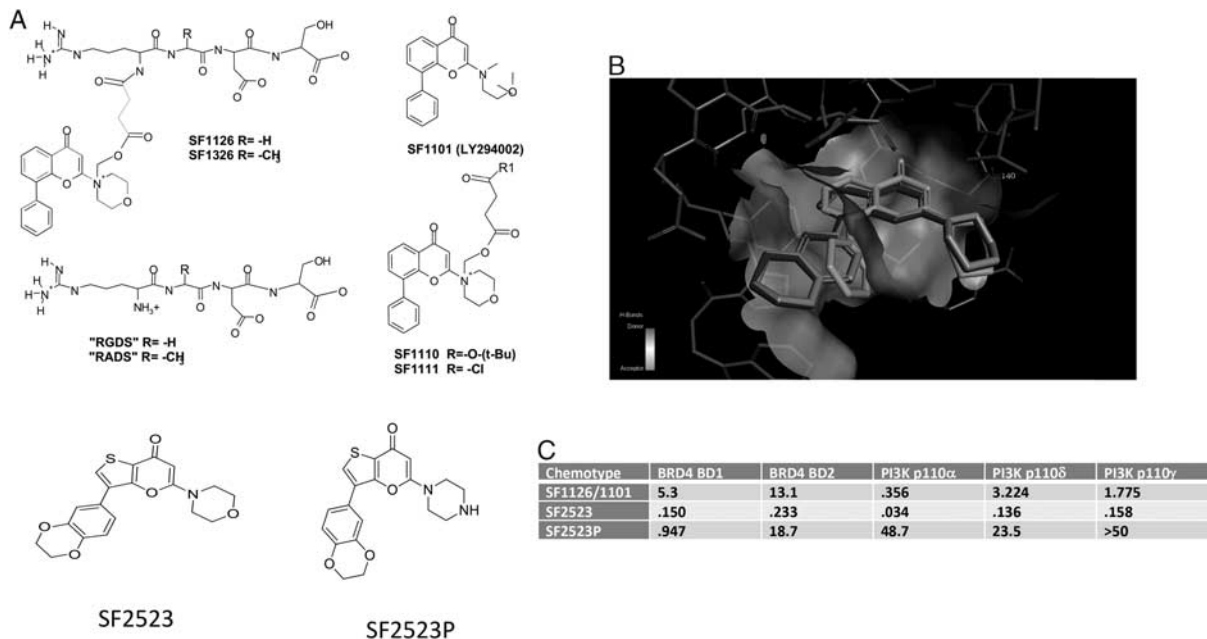 A
SF1126 R= -H
SF1326 R= -CH3
SF1101 (LY294002)
"RGDS" R= -H
"RADS" R= -CH3
R1
SF1110 R=-O-(t-Bu)
SF1111 R= -Cl
SF2523
SF2523P
B
140
H-Bonds
Donor
Acceptor
C
Chemotype BRD4 BD1 BRD4 BD2 PI3K p110α PI3K p110δ PI3K p110γ
SF1126/1101 5.3 13.1 .356 3.224 1.775
SF2523 .150 .233 .034 .136 .158
SF2523P .947 18.7 48.7 23.5 >50